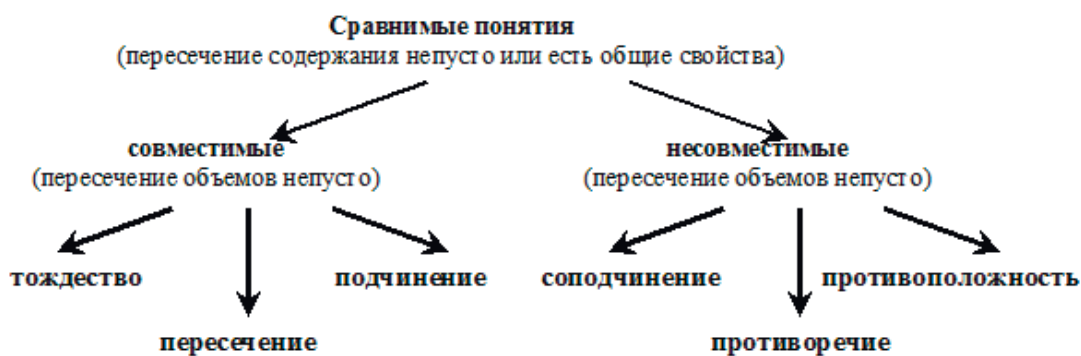 Сравнимые понятия
(пересечение содержания непусто или есть общие свойства)
совместимые
(пересечение объемов непусто)
несовместимые
(пересечение объемов непусто)
тождество
подчинение
соподчинение
противоположность
пересечение
противоречие